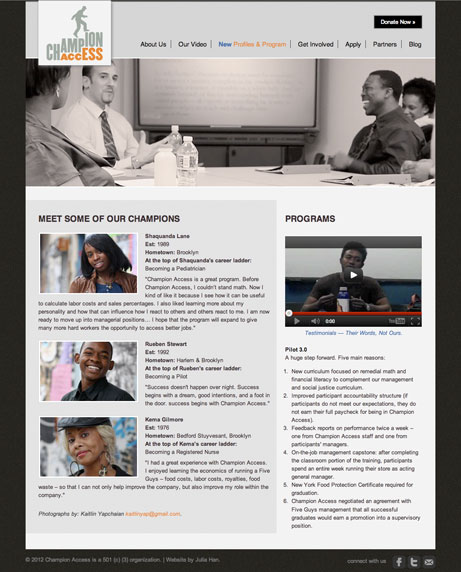 CHAMPION
ACCESS
Donate Now »
About Us | Our Video | New Profiles & Program | Get Involved | Apply | Partners | Blog
MEET SOME OF OUR CHAMPIONS
Shaquanda Lane
Est: 1989
Hometown: Brooklyn
At the top of Shaquanda's career ladder:
Becoming a Pediatrician
"Champion Access is a great program. Before
Champion Access, I couldn't stand math. Now I
kind of like it because I see how it can be useful
to calculate labor costs and sales percentages. I also liked learning more about my
personality and how that can influence how I react to others and others react to me. I am now
ready to move up into managerial positions… I hope that the program will expand to give
many more hard workers the opportunity to access better jobs."
Rueben Stewart
Est: 1992
Hometown: Harlem & Brooklyn
At the top of Rueben's career ladder:
Becoming a Pilot
"Success doesn't happen over night. Success
begins with a dream, good intentions, and a foot in
the door. success begins with Champion Access."
Kema Gilmore
Est: 1976
Hometown: Bedford Stuyvesant, Brooklyn
At the top of Kema's career ladder:
Becoming a Registered Nurse
"I had a great experience with Champion Access.
I enjoyed learning the economics of running a Five
Guys – food costs, labor costs, royalties, food
waste – so that I can not only help improve the company, but also improve my role within the
company."
Photographs by: Kaitlin Yapchaian kaitlinyap@gmail.com.
PROGRAMS
0:00
YouTube
Testimonials — Their Words, Not Ours.
Pilot 3.0
A huge step forward. Five main reasons:
1. New curriculum focused on remedial math and
financial literacy to complement our management
and social justice curriculum.
2. Improved participant accountability structure (if
participants do not meet our expectations, they do
not earn their full paycheck for being in Champion
Access).
3. Feedback reports on performance twice a week –
one from Champion Access staff and one from
participants' managers.
4. On-the-job management capstone: after completing
the classroom portion of the training, participants
spend an entire week running their store as acting
general manager.
5. New York Food Protection Certificate required for
graduation.
6. Champion Access negotiated an agreement with
Five Guys management that all successful
graduates would earn a promotion into a supervisory
position.
© 2012 Champion Access is a 501 (c) (3) organization. | Website by Julie Han.
connect with us